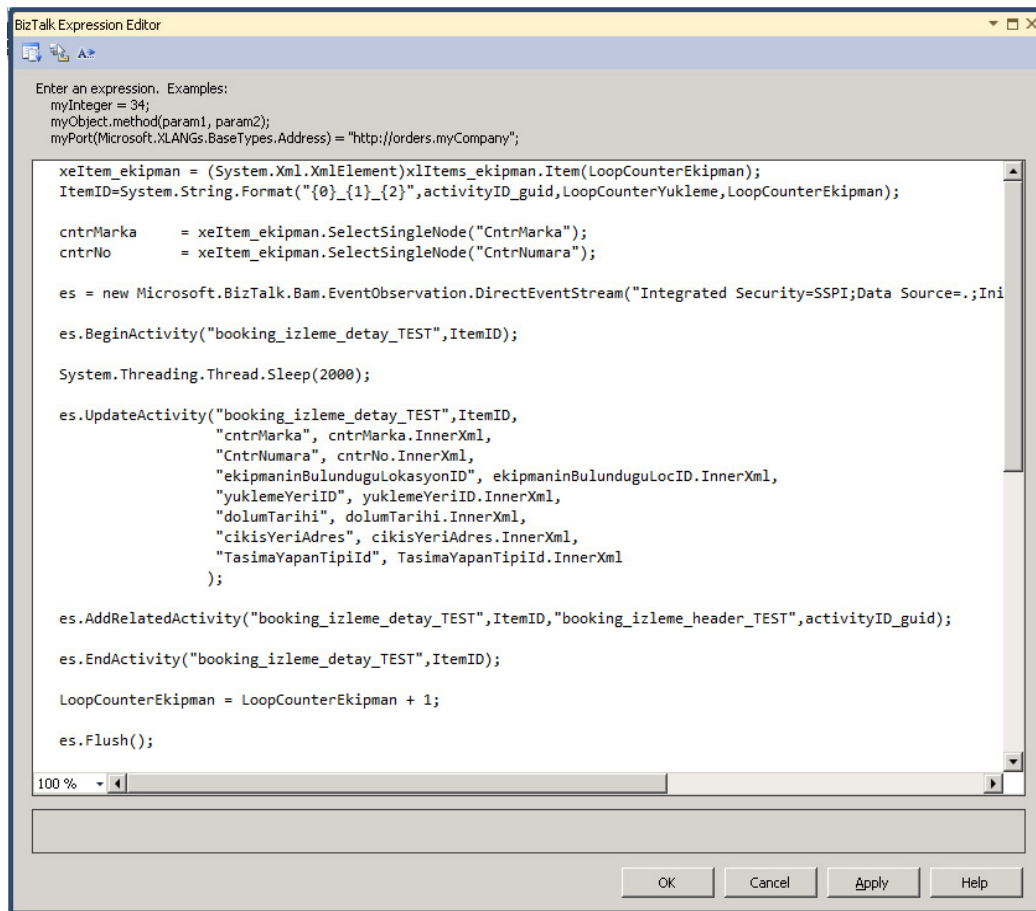 BizTalk Expression Editor
A
Enter an expression. Examples:
myInteger = 34;
myObject.method(param1, param2);
myPort(Microsoft.XLANGs.BaseTypes.Address) = "http://orders.myCompany";
xeItem_ekipman = (System.Xml.XmlElement)xlItems_ekipman.Item(LoopCounterEkipman);
ItemID=System.String.Format("{0}_{1}_{2}",activityID_guid,LoopCounterYukleme,LoopCounterEkipman);
cntrMarka     = xeItem_ekipman.SelectSingleNode("CntrMarka");
cntrNo        = xeItem_ekipman.SelectSingleNode("CntrNumara");
es = new Microsoft.BizTalk.Bam.EventObservation.DirectEventStream("Integrated Security=SSPI;Data Source=.;Ini
es.BeginActivity("booking_izleme_detay_TEST",ItemID);
System.Threading.Thread.Sleep(2000);
es.UpdateActivity("booking_izleme_detay_TEST",ItemID,
"cntrMarka", cntrMarka.InnerXml,
"CntrNumara", cntrNo.InnerXml,
"ekipmaninBulunduguLokasyonID", ekipmaninBulunduguLocID.InnerXml,
"yuklemeYeriID", yuklemeYeriID.InnerXml,
"dolumTarihi", dolumTarihi.InnerXml,
"cikisYeriAdres", cikisYeriAdres.InnerXml,
"TasimaYapanTipiId", TasimaYapanTipiId.InnerXml
);
es.AddRelatedActivity("booking_izleme_detay_TEST",ItemID,"booking_izleme_header_TEST",activityID_guid);
es.EndActivity("booking_izleme_detay_TEST",ItemID);
LoopCounterEkipman = LoopCounterEkipman + 1;
es.Flush();
100 %
OK Cancel Apply Help